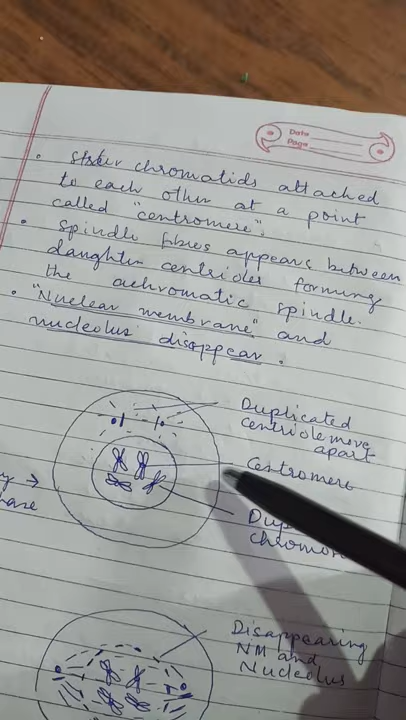 Date
Page
• Sister chromatids attached
to each other at a point
called "centromere".
• Spindle fibres appears between
daughter centrioles forming
the achromatic spindle.
• "Nuclear membrane" and
nucleolus disappear.
Duplicated
centriole move
apart
Centromere
Disappearing
NM and
Nucleolus